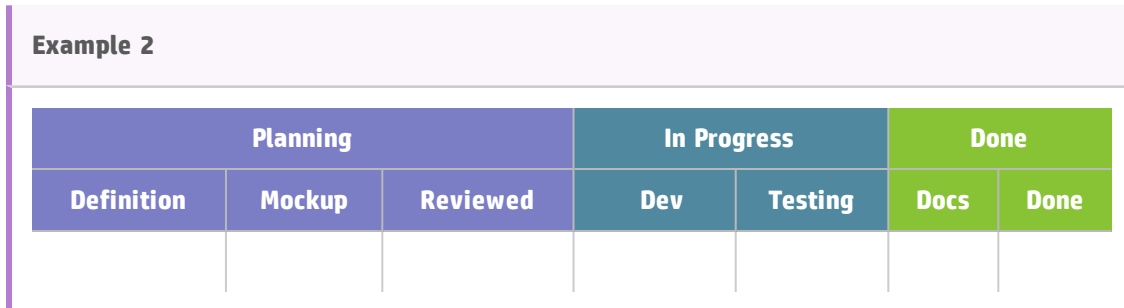 Example 2
Planning In Progress Done
Definition Mockup Reviewed Dev Testing Docs Done